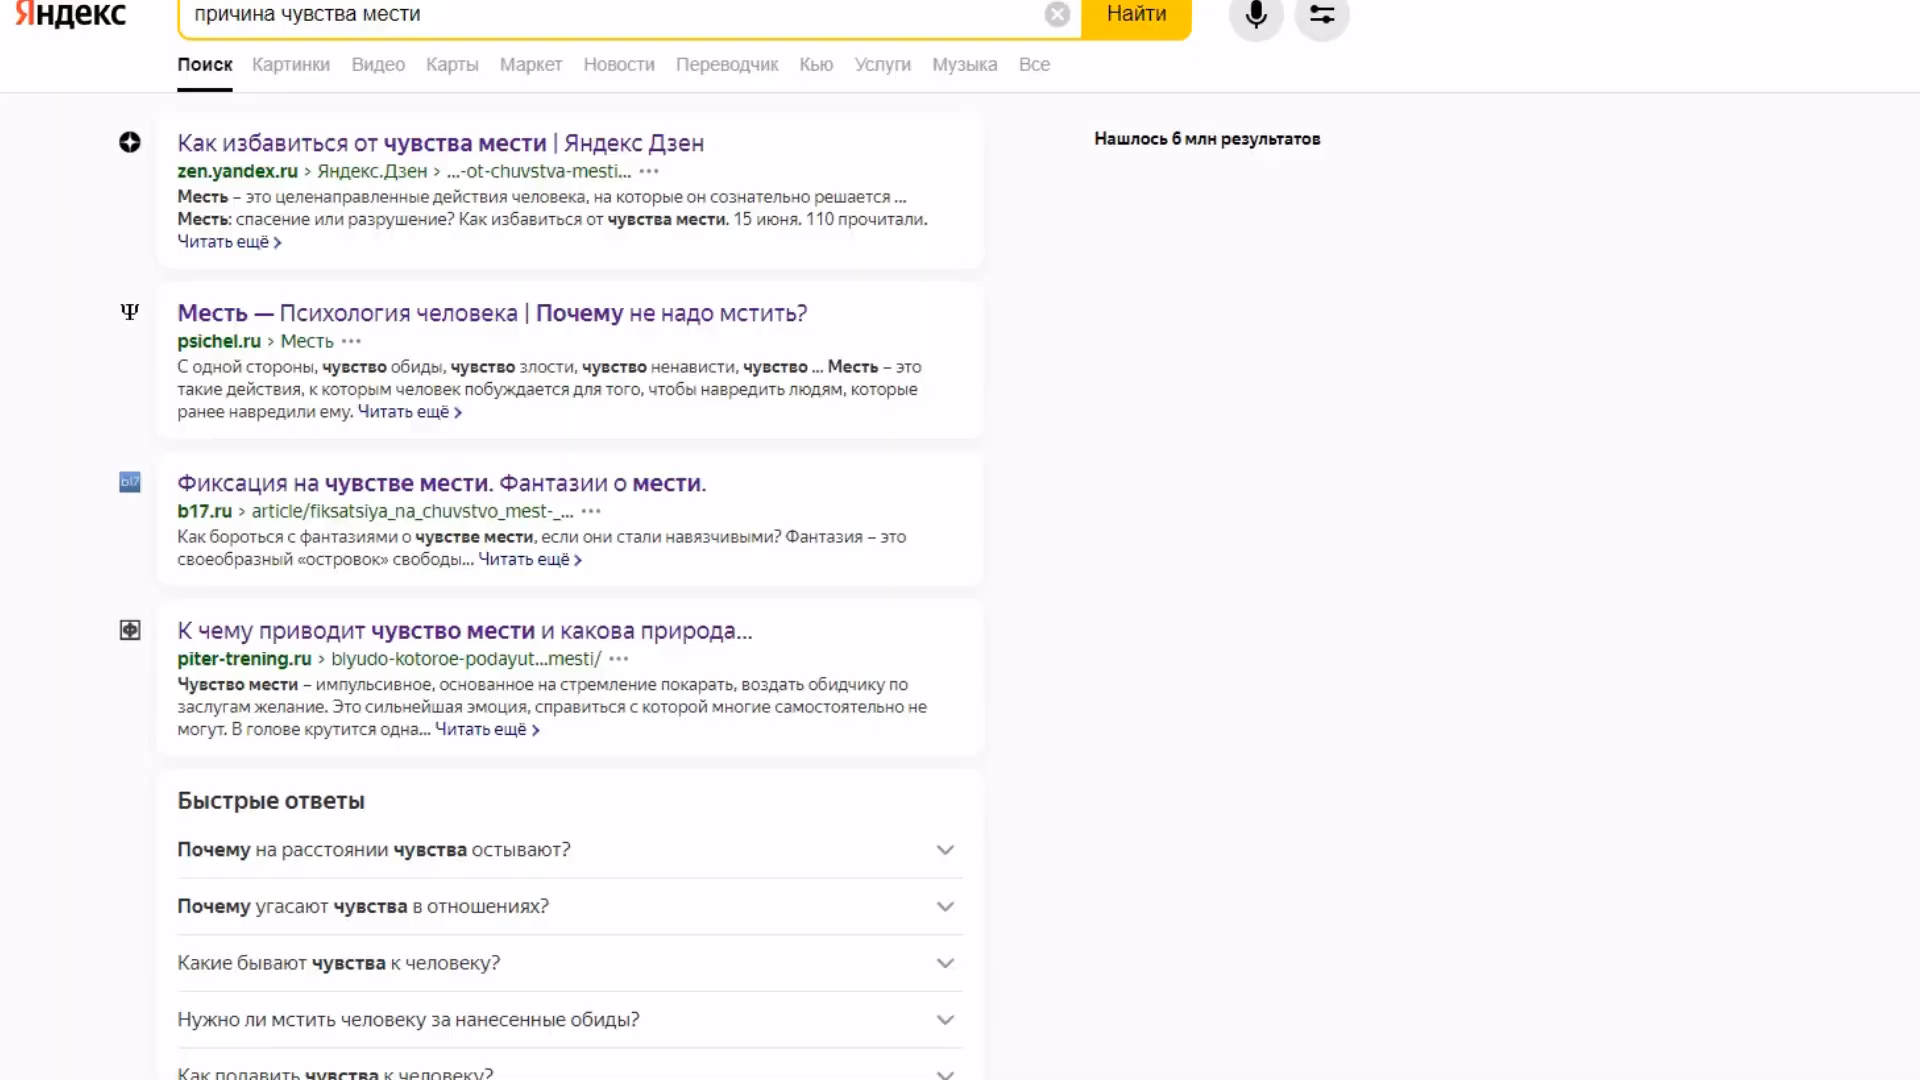 Яндекс
причина чувства мести
Найти
Поиск Картинки Видео Карты Маркет Новости Переводчик Кью Услуги Музыка Все
Как избавиться от чувства мести | Яндекс Дзен
zen.yandex.ru › Яндекс.Дзен › ...-ot-chuvstva-mesti...
Месть – это целенаправленные действия человека, на которые он сознательно решается ...
Месть: спасение или разрушение? Как избавиться от чувства мести. 15 июня. 110 прочитали.
Читать ещё >
Нашлось 6 млн результатов
Ψ
Месть — Психология человека | Почему не надо мстить?
psichel.ru › Месть
С одной стороны, чувство обиды, чувство злости, чувство ненависти, чувство ... Месть – это
такие действия, к которым человек побуждается для того, чтобы навредить людям, которые
ранее навредили ему. Читать ещё >
b17
Фиксация на чувстве мести. Фантазии о мести.
b17.ru › article/fiksatsiya_na_chuvstvo_mest-_...
Как бороться с фантазиями о чувстве мести, если они стали навязчивыми? Фантазия – это
своеобразный «островок» свободы... Читать ещё >
К чему приводит чувство мести и какова природа...
piter-trening.ru › blyudo-kotoroe-podayut...mesti/
Чувство мести – импульсивное, основанное на стремление покарать, воздать обидчику по
заслугам желание. Это сильнейшая эмоция, справиться с которой многие самостоятельно не
могут. В голове крутится одна... Читать ещё >
Быстрые ответы
Почему на расстоянии чувства остывают?
Почему угасают чувства в отношениях?
Какие бывают чувства к человеку?
Нужно ли мстить человеку за нанесенные обиды?
Как подавить чувства к человеку?